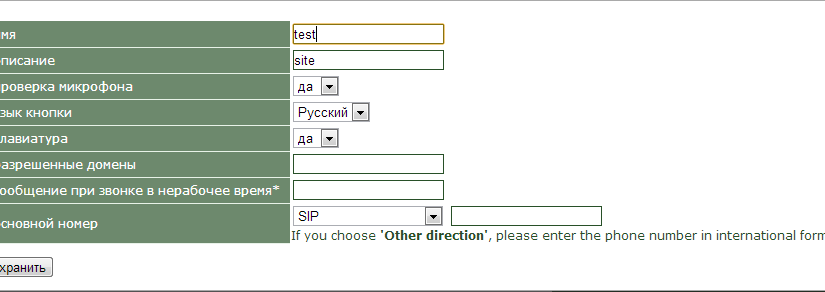 мя test
писание site
роверка микрофона да
зык кнопки Русский
лавиатура да
азрешенные домены
ообщение при звонке в нерабочее время*
сновной номер SIP
If you choose 'Other direction', please enter the phone number in international form
хранить